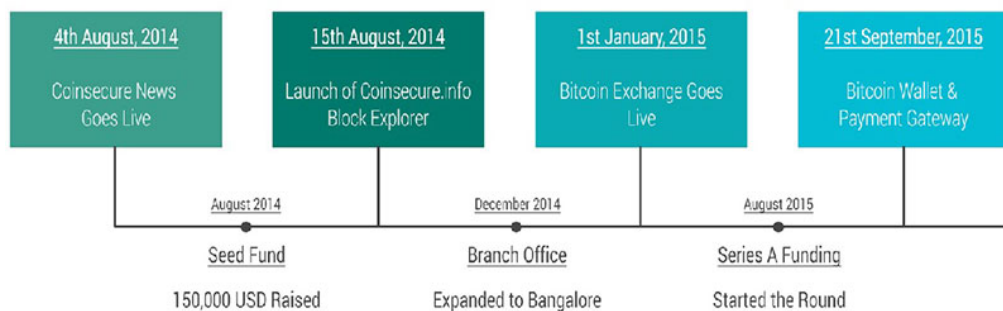 4th August, 2014
Coinsecure News
Goes Live
15th August, 2014
Launch of Coinsecure.info
Block Explorer
1st January, 2015
Bitcoin Exchange Goes
Live
21st September, 2015
Bitcoin Wallet &
Payment Gateway
August 2014
Seed Fund
150,000 USD Raised
December 2014
Branch Office
Expanded to Bangalore
August 2015
Series A Funding
Started the Round